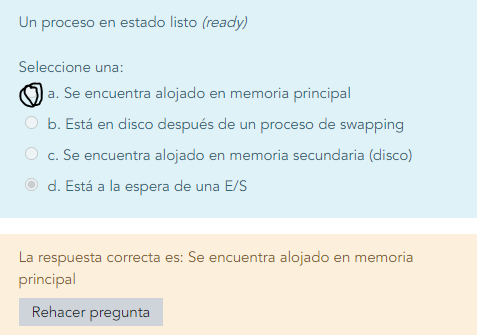 Un proceso en estado listo (ready)
Seleccione una:
a. Se encuentra alojado en memoria principal
b. Está en disco después de un proceso de swapping
c. Se encuentra alojado en memoria secundaria (disco)
d. Está a la espera de una E/S
La respuesta correcta es: Se encuentra alojado en memoria
principal
Rehacer pregunta